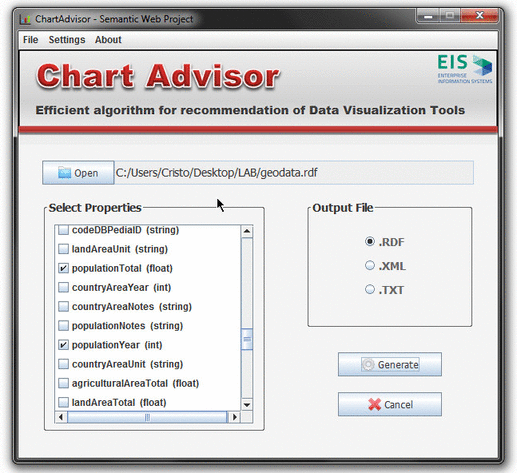 ChartAdvisor - Semantic Web Project
File Settings About
Chart Advisor
EIS
ENTERPRISE
INFORMATION SYSTEMS
Efficient algorithm for recommendation of Data Visualization Tools
Open C:/Users/Cristo/Desktop/LAB/geodata.rdf
Select Properties
codeDBPediaID (string)
landAreaUnit (string)
populationTotal (float)
countryAreaYear (int)
countryAreaNotes (string)
populationNotes (string)
populationYear (int)
countryAreaUnit (string)
agriculturalAreaTotal (float)
landAreaTotal (float)
Output File
.RDF
.XML
.TXT
Generate
Cancel